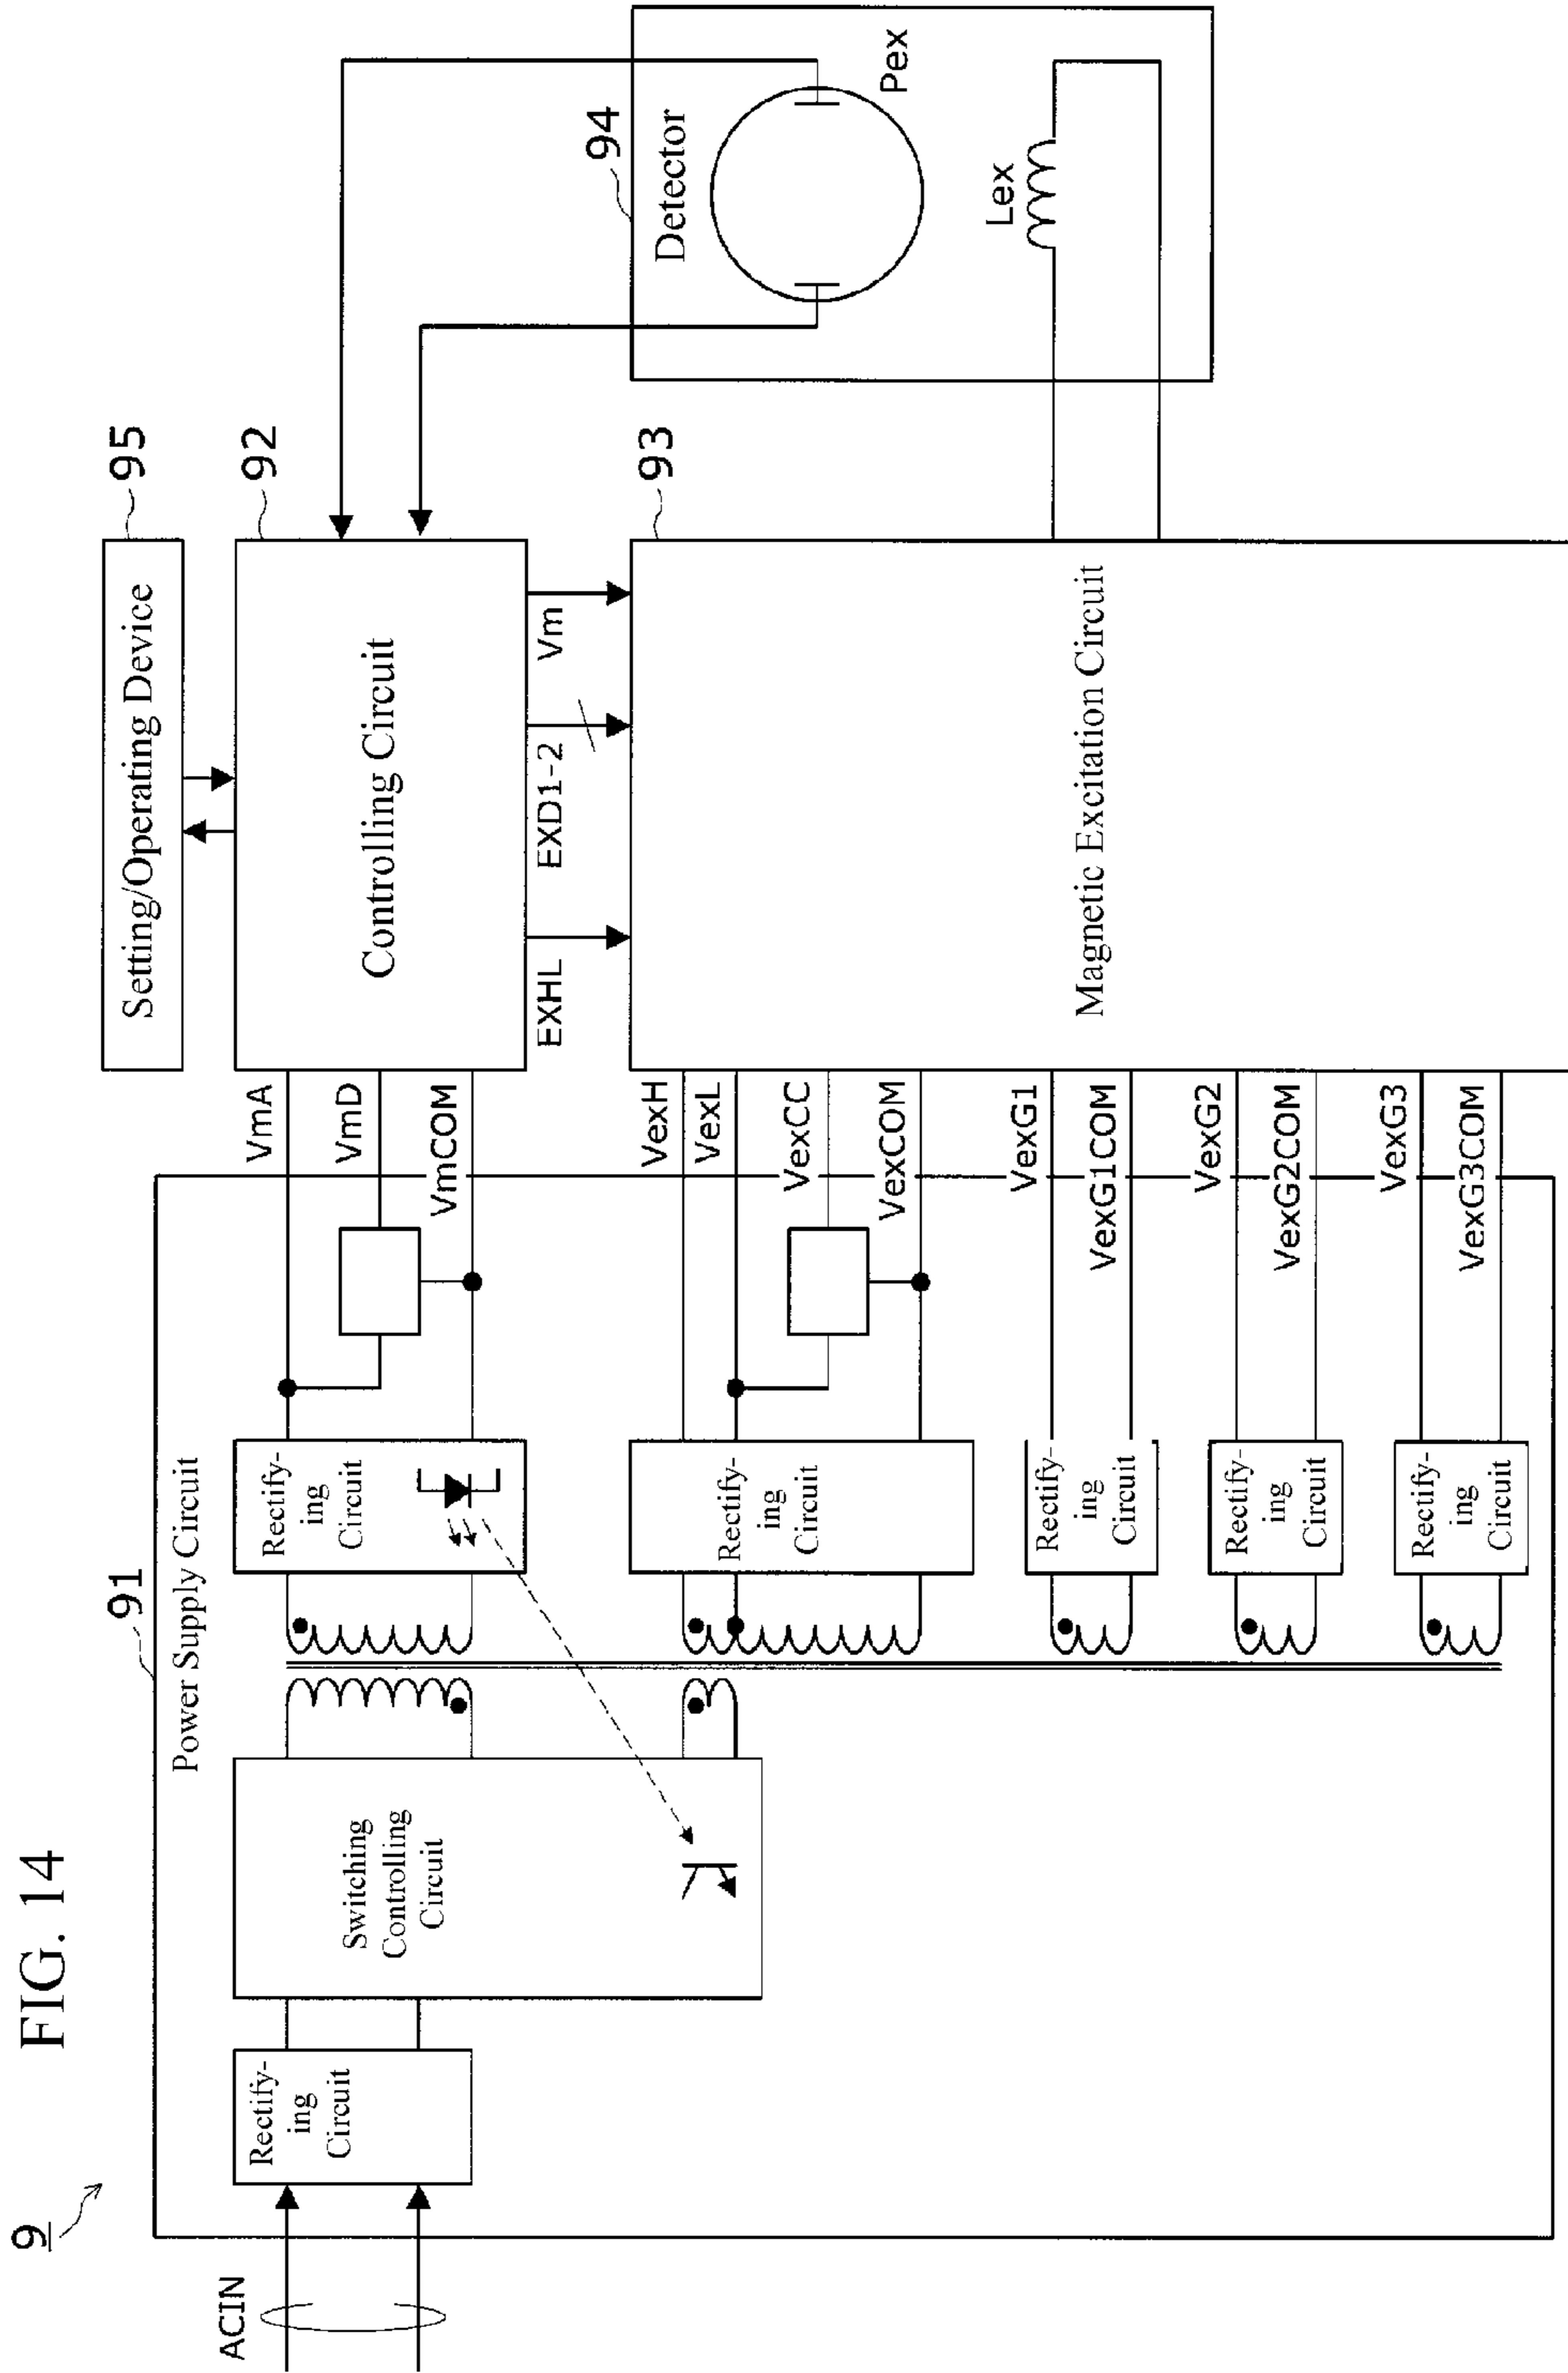 FIG. 14
9
ACIN
91
Power Supply Circuit
Rectify-
ing
Circuit
Switching
Controlling
Circuit
Rectify-
ing
Circuit
Rectify-
ing
Circuit
Rectify-
ing
Circuit
Rectify-
ing
Circuit
Rectify-
ing
Circuit
VmA
VmD
VmCOM
VexH
VexL
VexCC
VexCOM
VexG1
VexG1COM
VexG2
VexG2COM
VexG3
VexG3COM
95
Setting/Operating Device
92
Controlling Circuit
EXHL
EXD1-2
Vm
93
Magnetic Excitation Circuit
94
Detector
Pex
Lex